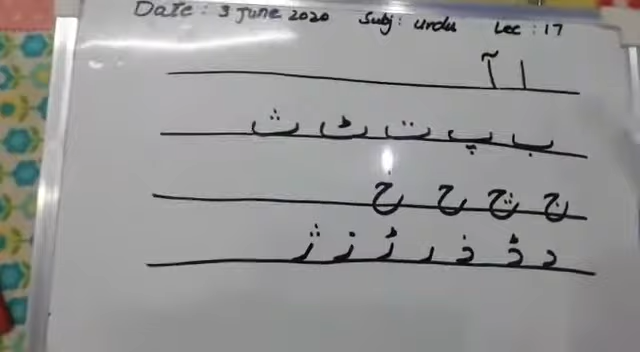 Date : 3 June 2020 Subj : urdu Lec : 17
ا آ
ب پ ت ٹ ث
ج چ ح خ
د ڈ ذ ر ڑ ز ژ